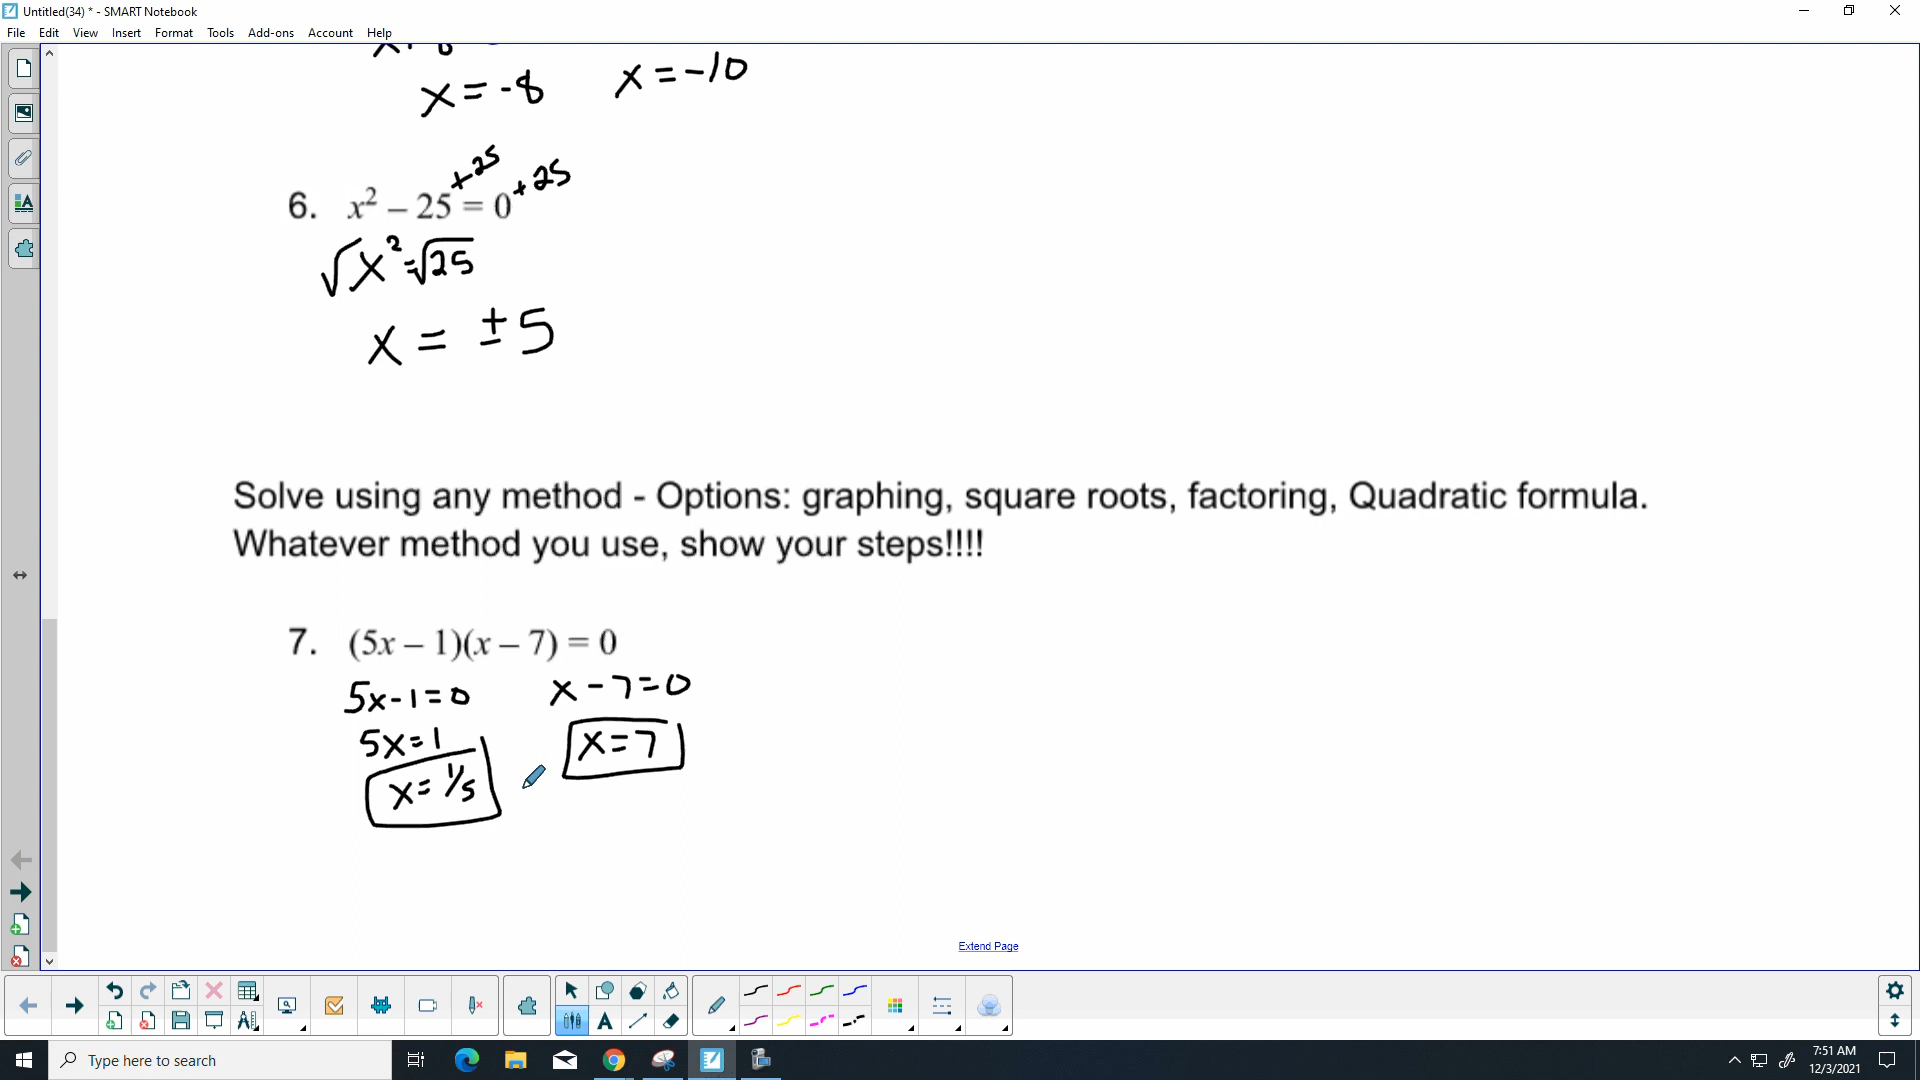 Untitled(34) * - SMART Notebook
File Edit View Insert Format Tools Add-ons Account Help
x = -8 x = -10
+25 +25
6. x² – 25 = 0
√x² = √25
x = ±5
Solve using any method - Options: graphing, square roots, factoring, Quadratic formula.
Whatever method you use, show your steps!!!!
7. (5x – 1)(x – 7) = 0
5x - 1 = 0 x - 7 = 0
5x = 1 x = 7
x = 1/5
Extend Page
Type here to search
7:51 AM
12/3/2021